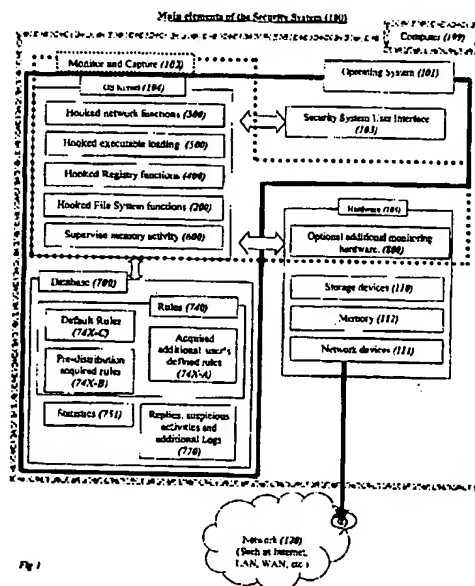 Main elements of the Security System (100)
Computer (199)
Monitor and Capture (102)
Operating System (101)
OS Kernel (104)
Hooked network functions (300)
Security System User Interface
(103)
Hooked executable loading (500)
Hooked Registry functions (400)
Hooked File System functions (200)
Supervise memory activity (600)
Hardware
Optional additional monitoring
hardware. (800)
Storage devices (110)
Memory (112)
Network devices (111)
Database (700)
Rules (740)
Default Rules
(74X-C)
Acquired
additional user's
defined rules
(74X-A)
Pre-distribution
acquired rules
(74X-B)
Statistics (751)
Replies, suspicious
activities and
additional Logs
(770)
Network (120)
(Such as Internet,
LAN, WAN, etc.)
Fig 1